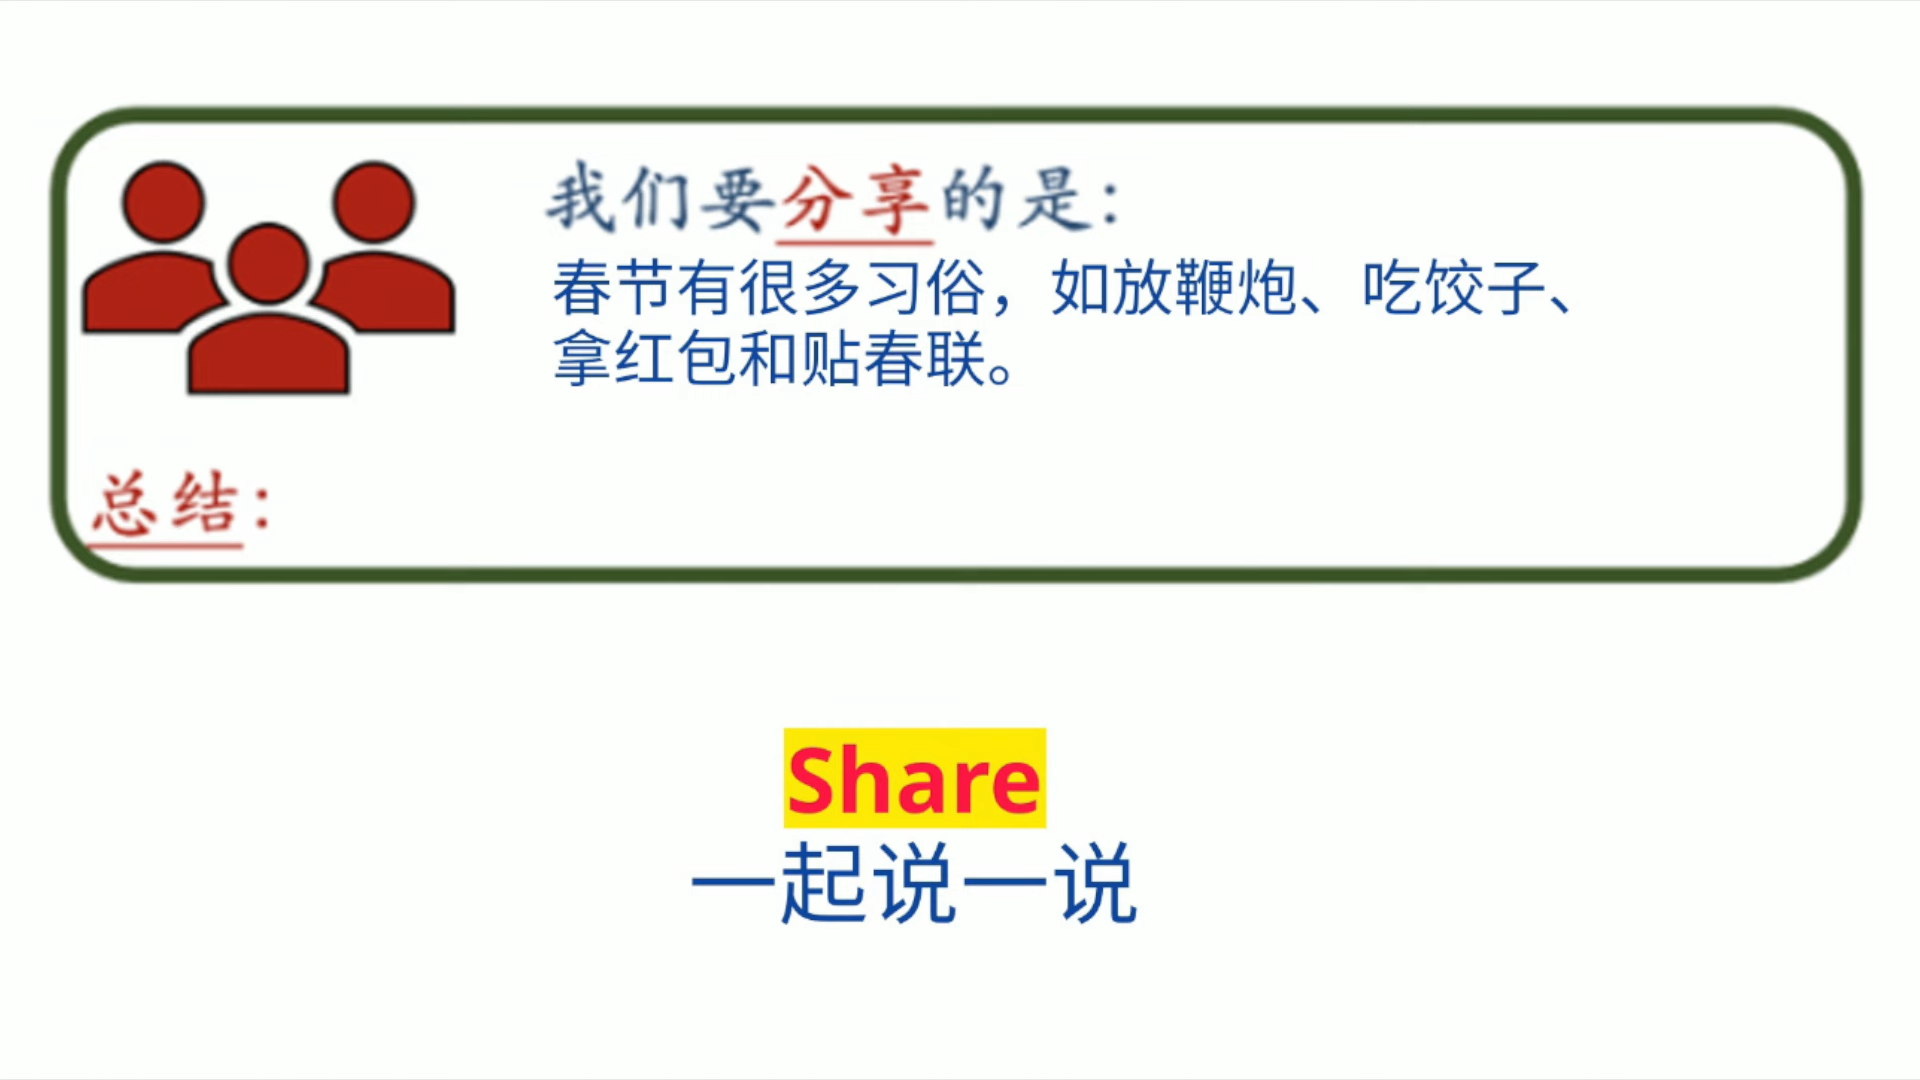 我们要分享的是：
春节有很多习俗，如放鞭炮、吃饺子、
拿红包和贴春联。
总结：
Share
一起说一说